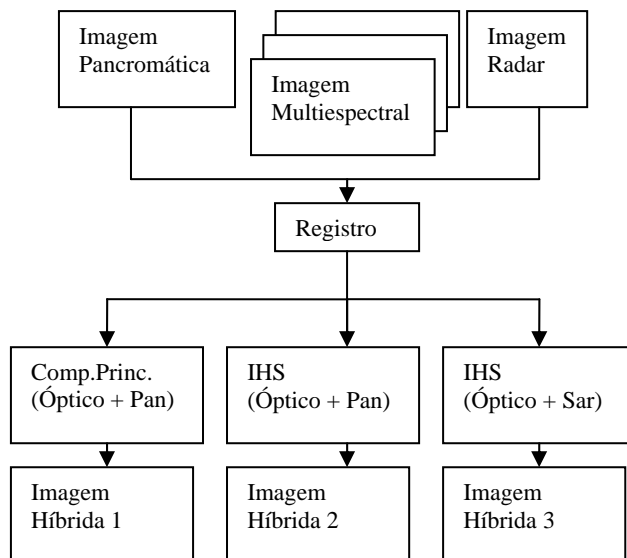 Imagem
Pancromática
Imagem
Multiespectral
Imagem
Radar
Registro
Comp.Princ.
(Óptico + Pan)
IHS
(Óptico + Pan)
IHS
(Óptico + Sar)
Imagem
Híbrida 1
Imagem
Híbrida 2
Imagem
Híbrida 3